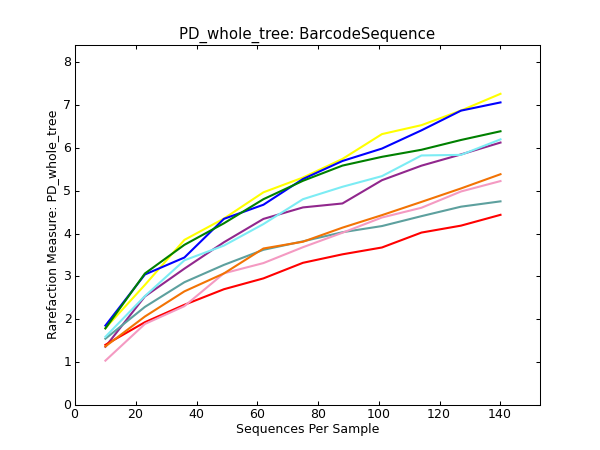 PD_whole_tree: BarcodeSequence
Rarefaction Measure: PD_whole_tree
8
7
6
5
4
3
2
1
0
0 20 40 60 80 100 120 140
Sequences Per Sample